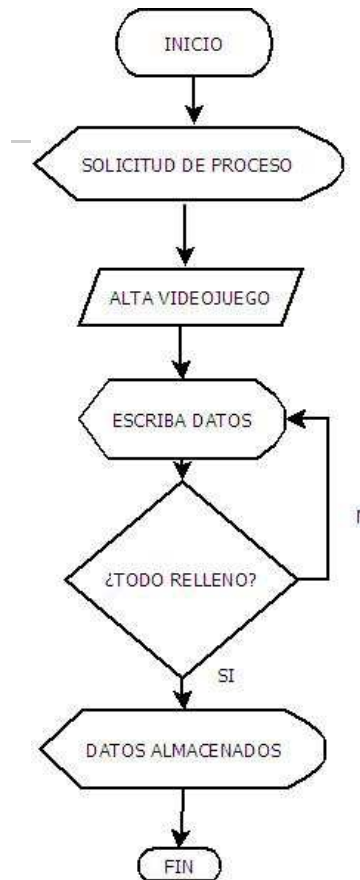 INICIO
SOLICITUD DE PROCESO
ALTA VIDEOJUEGO
ESCRIBA DATOS
¿TODO RELLENO?
SI
DATOS ALMACENADOS
FIN